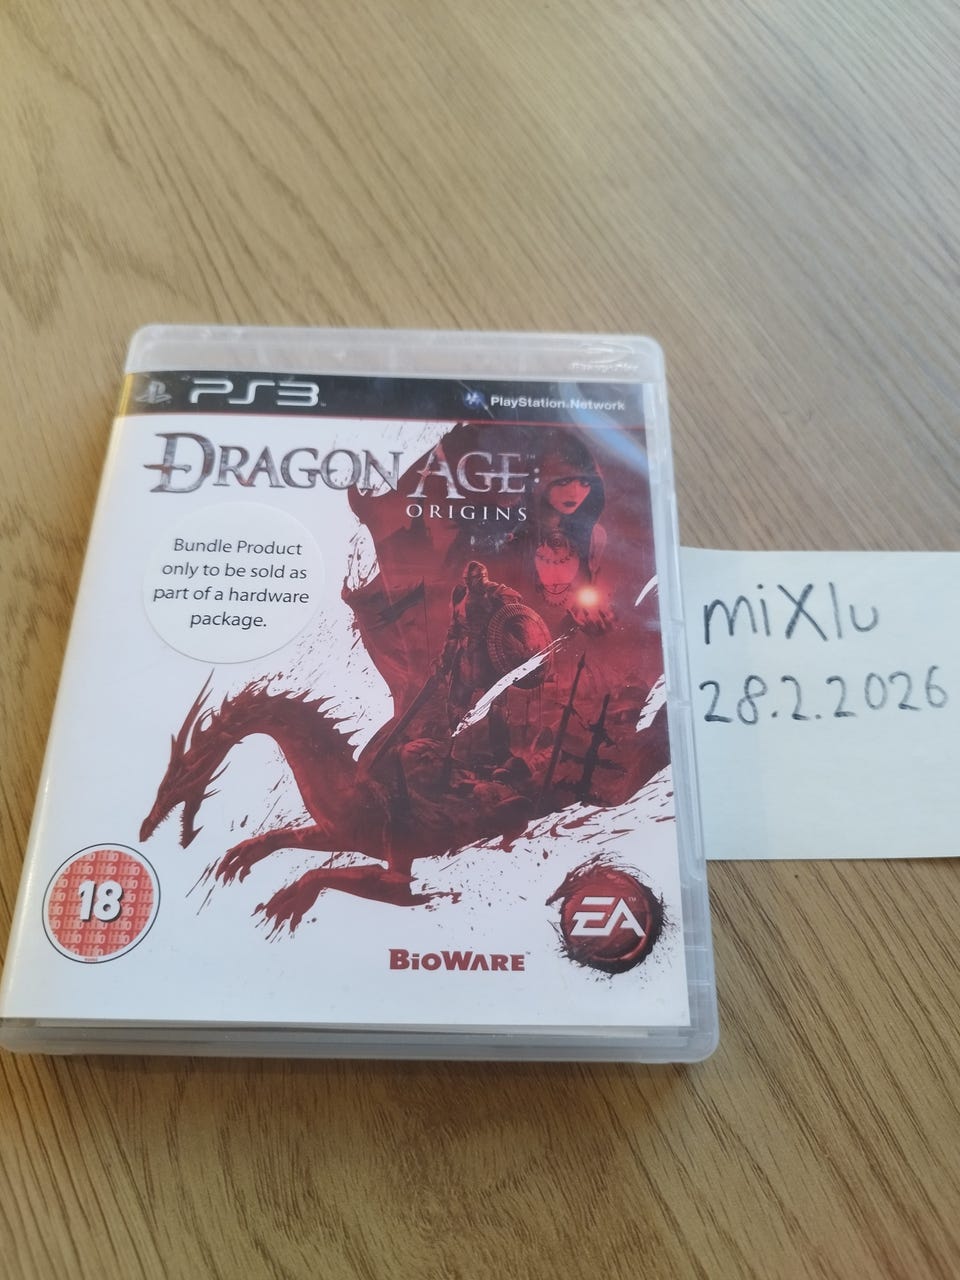 PS3
PlayStation Network
DRAGON AGE:
ORIGINS
Bundle Product
only to be sold as
part of a hardware
package.
miXlu
28.2.2026
18
EA
BIOWARE